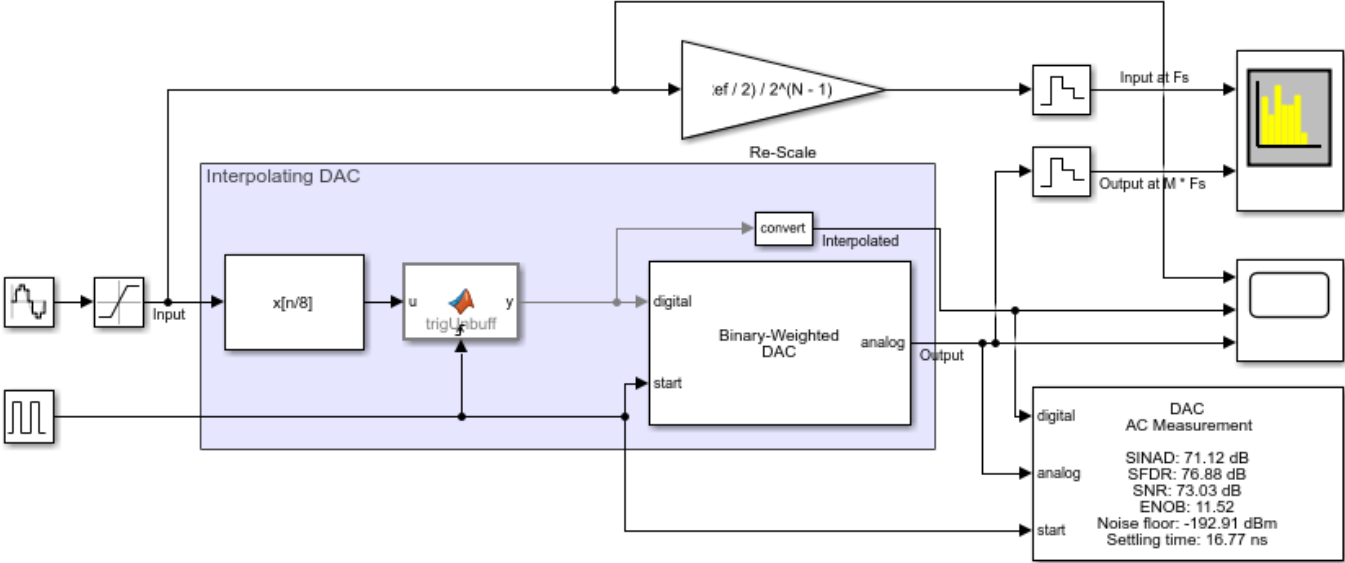 Input at Fs
:ef / 2) / 2^(N - 1)
Re-Scale
Output at M * Fs
Interpolating DAC
convert
Interpolated
x[n/8]
u
y
trigUnbuff
digital
Binary-Weighted
DAC
analog
start
Input
Output
digital
analog
start
DAC
AC Measurement
SINAD: 71.12 dB
SFDR: 76.88 dB
SNR: 73.03 dB
ENOB: 11.52
Noise floor: -192.91 dBm
Settling time: 16.77 ns